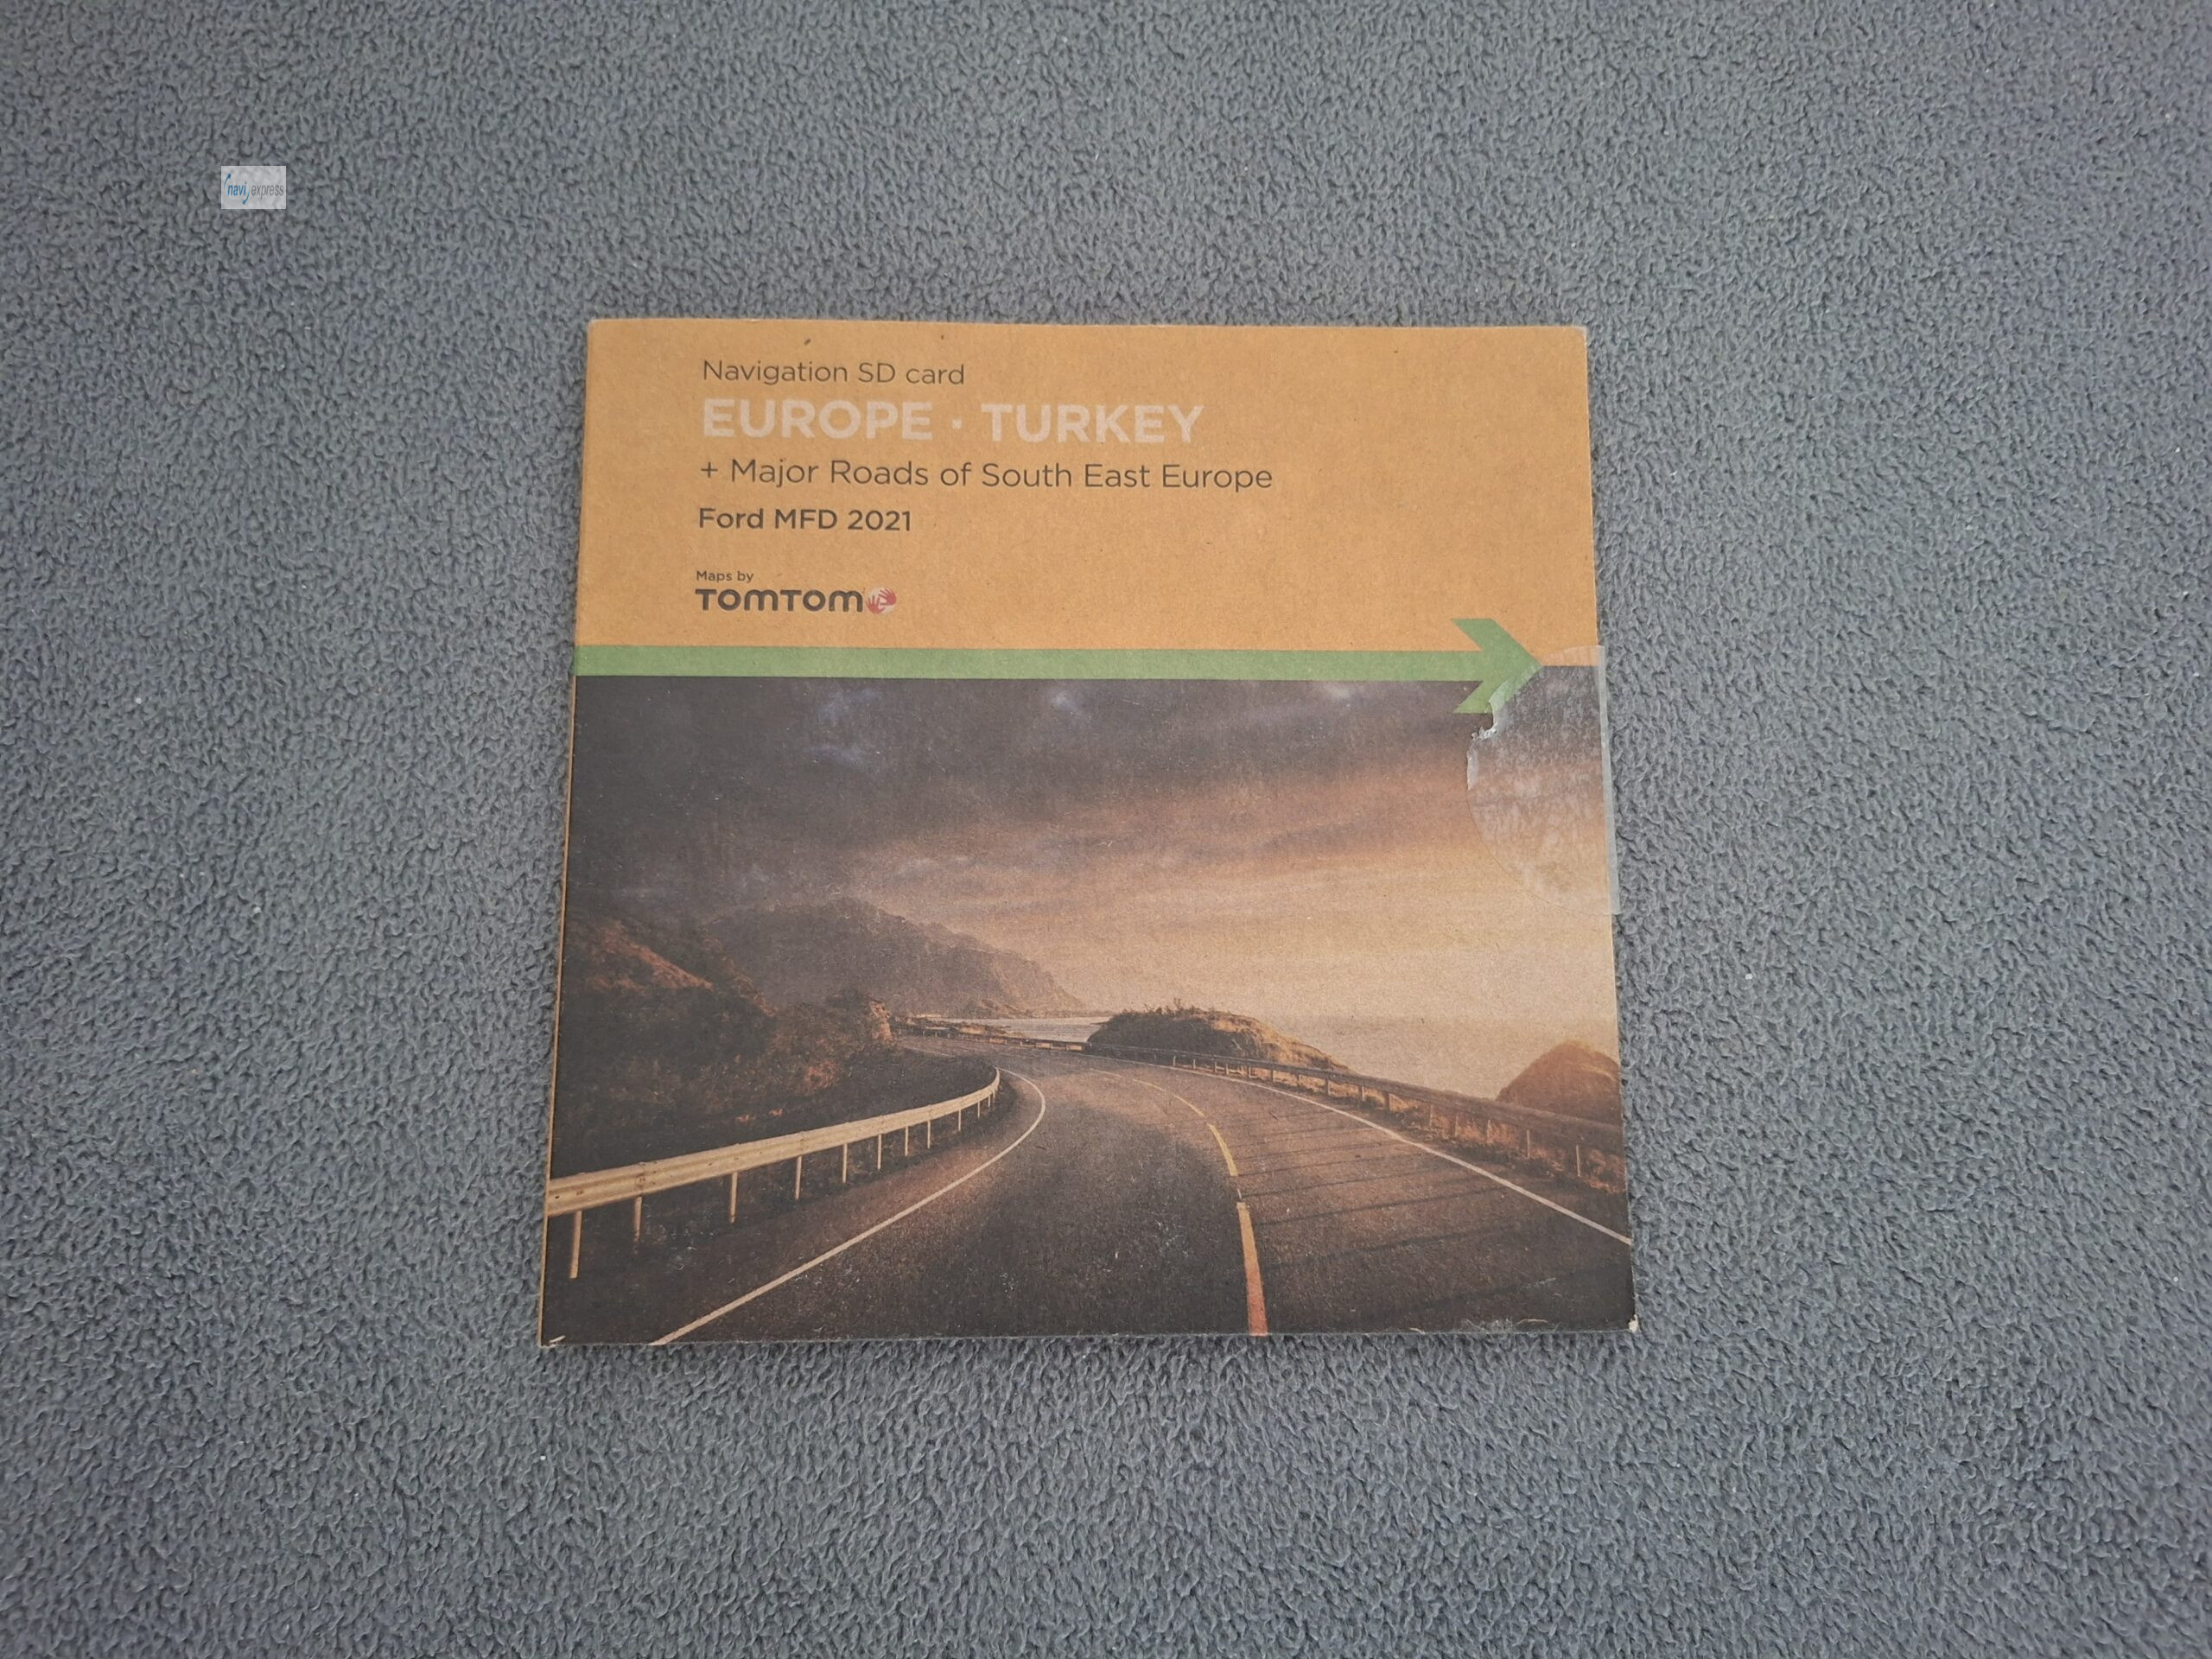 navi express
Navigation SD card
EUROPE · TURKEY
+ Major Roads of South East Europe
Ford MFD 2021
Maps by
TOMTOM